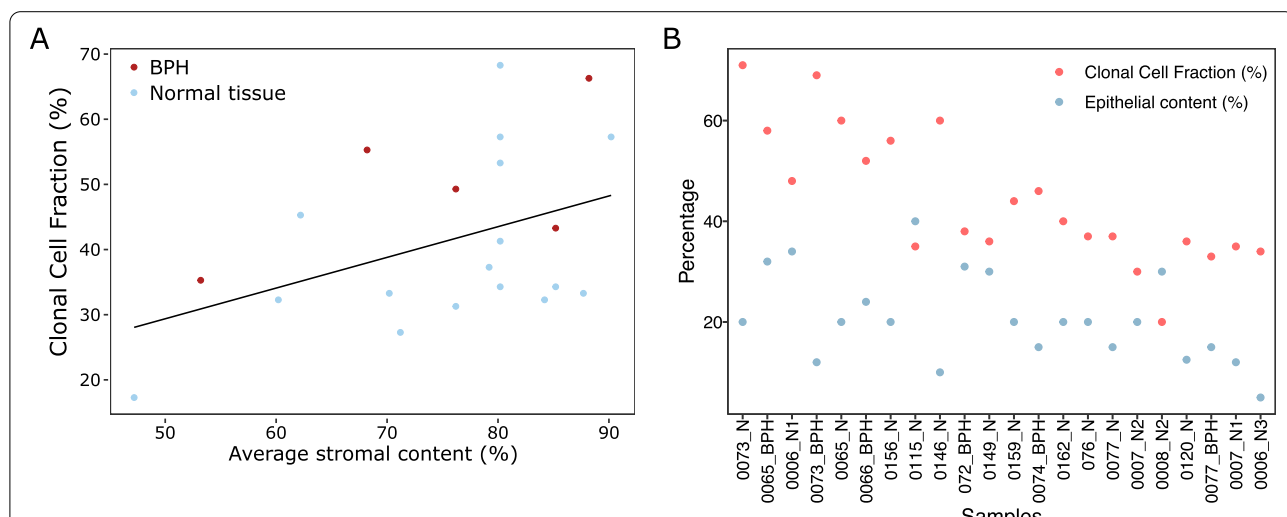 A
BPH
Normal tissue
70
60
50
40
30
20
Clonal Cell Fraction (%)
50
60
70
80
90
Average stromal content (%)
B
Clonal Cell Fraction (%)
Epithelial content (%)
60
40
20
Percentage
0073_N
0065_BPH
0006_N1
0073_BPH
0065_N
0066_BPH
0156_N
0115_N
0146_N
072_BPH
0149_N
0159_N
0074_BPH
0162_N
076_N
0077_N
0007_N2
0008_N2
0120_N
0077_BPH
0007_N1
0006_N3
Samples